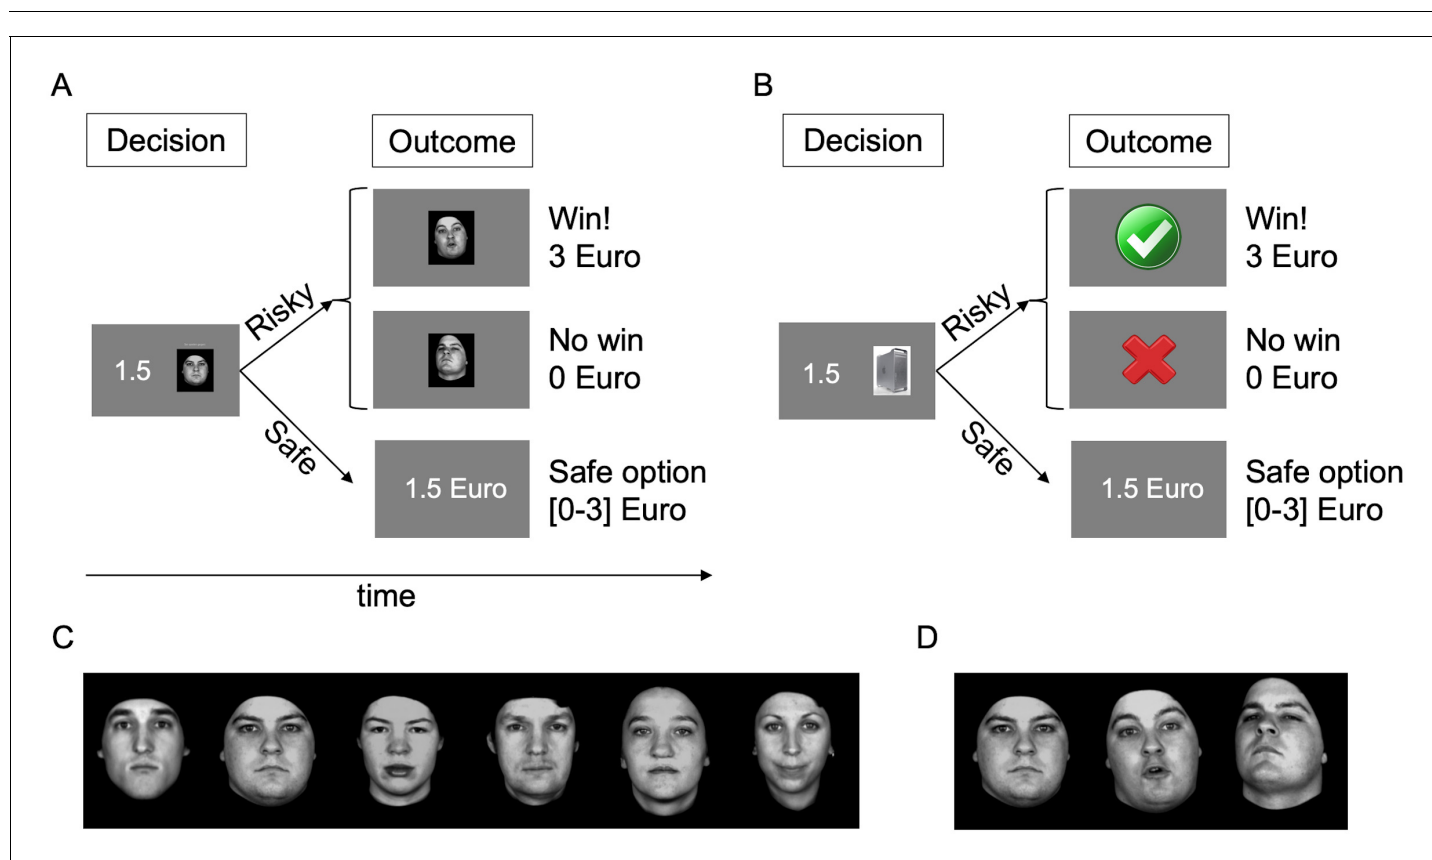 A
Decision
Outcome
Win!
3 Euro
Risky
No win
0 Euro
1.5
Safe
1.5 Euro
Safe option
[0-3] Euro
time
B
Decision
Outcome
Win!
3 Euro
Risky
No win
0 Euro
1.5
Safe
1.5 Euro
Safe option
[0-3] Euro
C
D